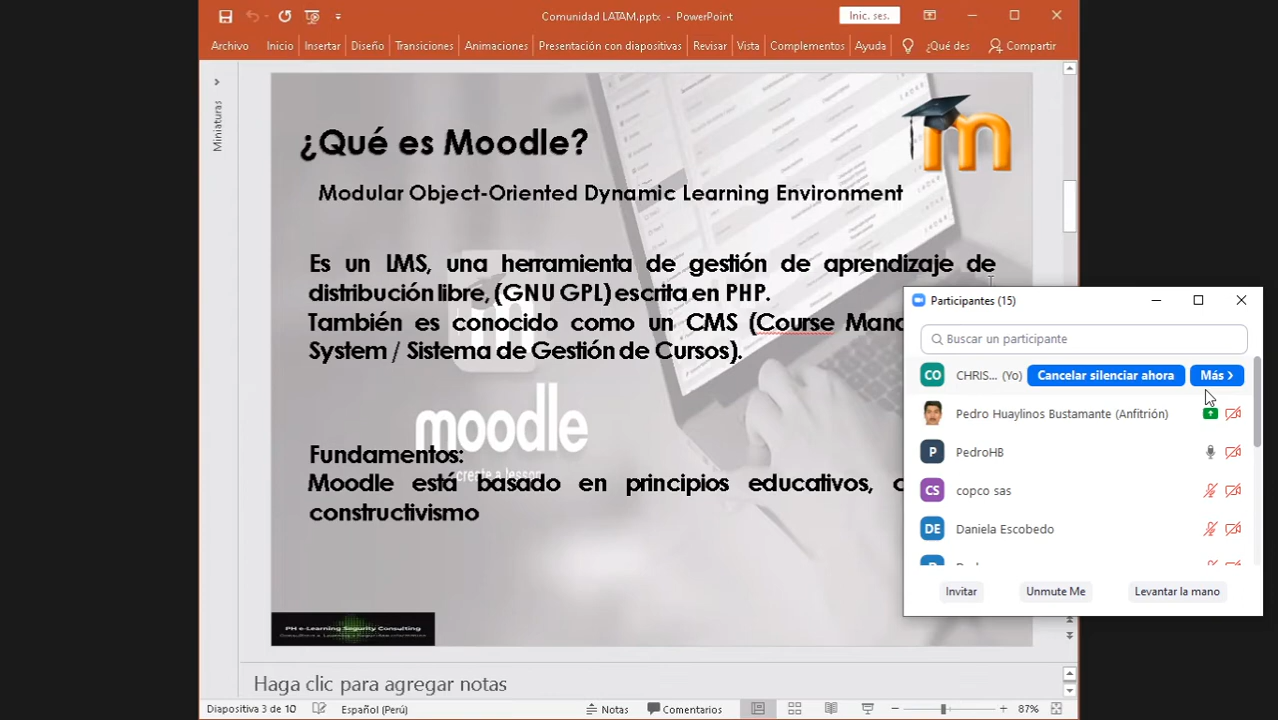 Comunidad LATAM.pptx - PowerPoint
Inic. ses.
Archivo Inicio Insertar Diseño Transiciones Animaciones Presentación con diapositivas Revisar Vista Complementos Ayuda ¿Qué des Compartir
Miniaturas
¿Qué es Moodle?
Modular Object-Oriented Dynamic Learning Environment
Es un LMS, una herramienta de gestión de aprendizaje de
distribución libre, (GNU GPL) escrita en PHP.
También es conocido como un CMS (Course Mana
System / Sistema de Gestión de Cursos).
moodle
create a lesson
Fundamentos:
Moodle está basado en principios educativos, c
constructivismo
PH e-Learning Segurity Consulting
Participantes (15)
Buscar un participante
CO CHRIS... (Yo) Cancelar silenciar ahora Más >
Pedro Huaylinos Bustamante (Anfitrión)
P PedroHB
CS copco sas
DE Daniela Escobedo
Invitar Unmute Me Levantar la mano
Haga clic para agregar notas
Diapositiva 3 de 10 Español (Perú) Notas Comentarios 87%